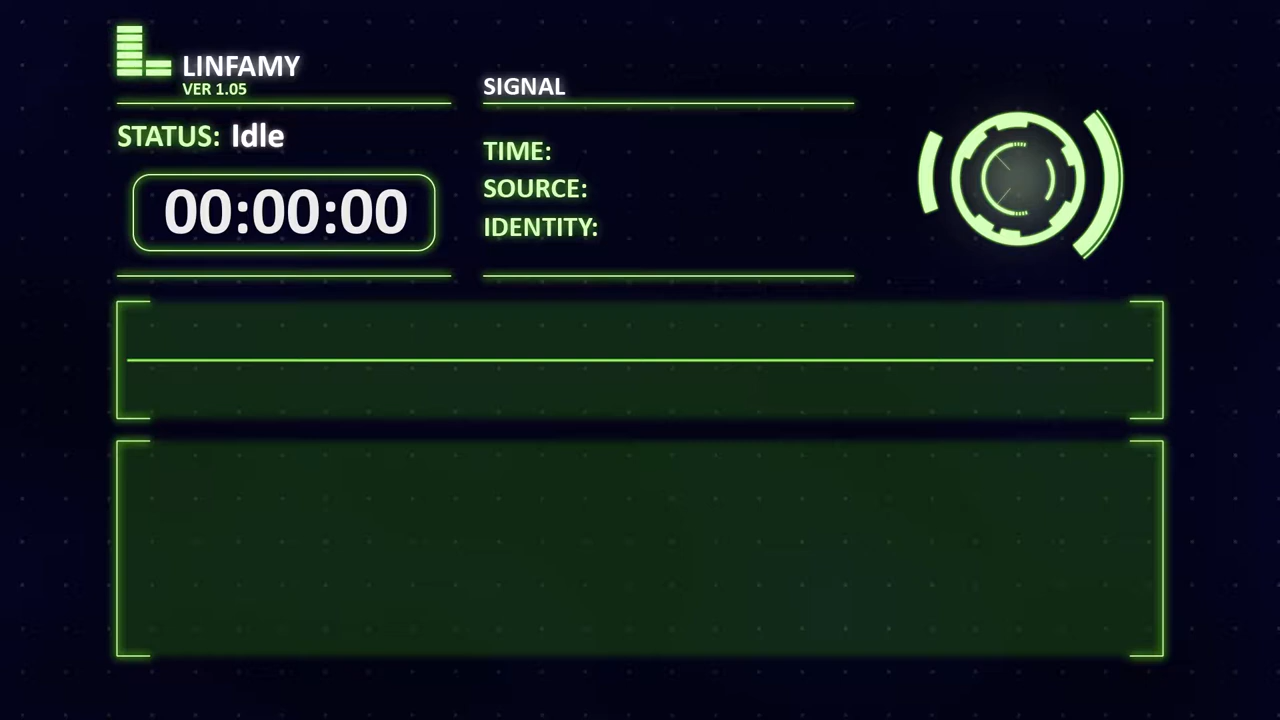 LINFAMY
VER 1.05
STATUS: Idle
00:00:00
SIGNAL
TIME:
SOURCE:
IDENTITY: